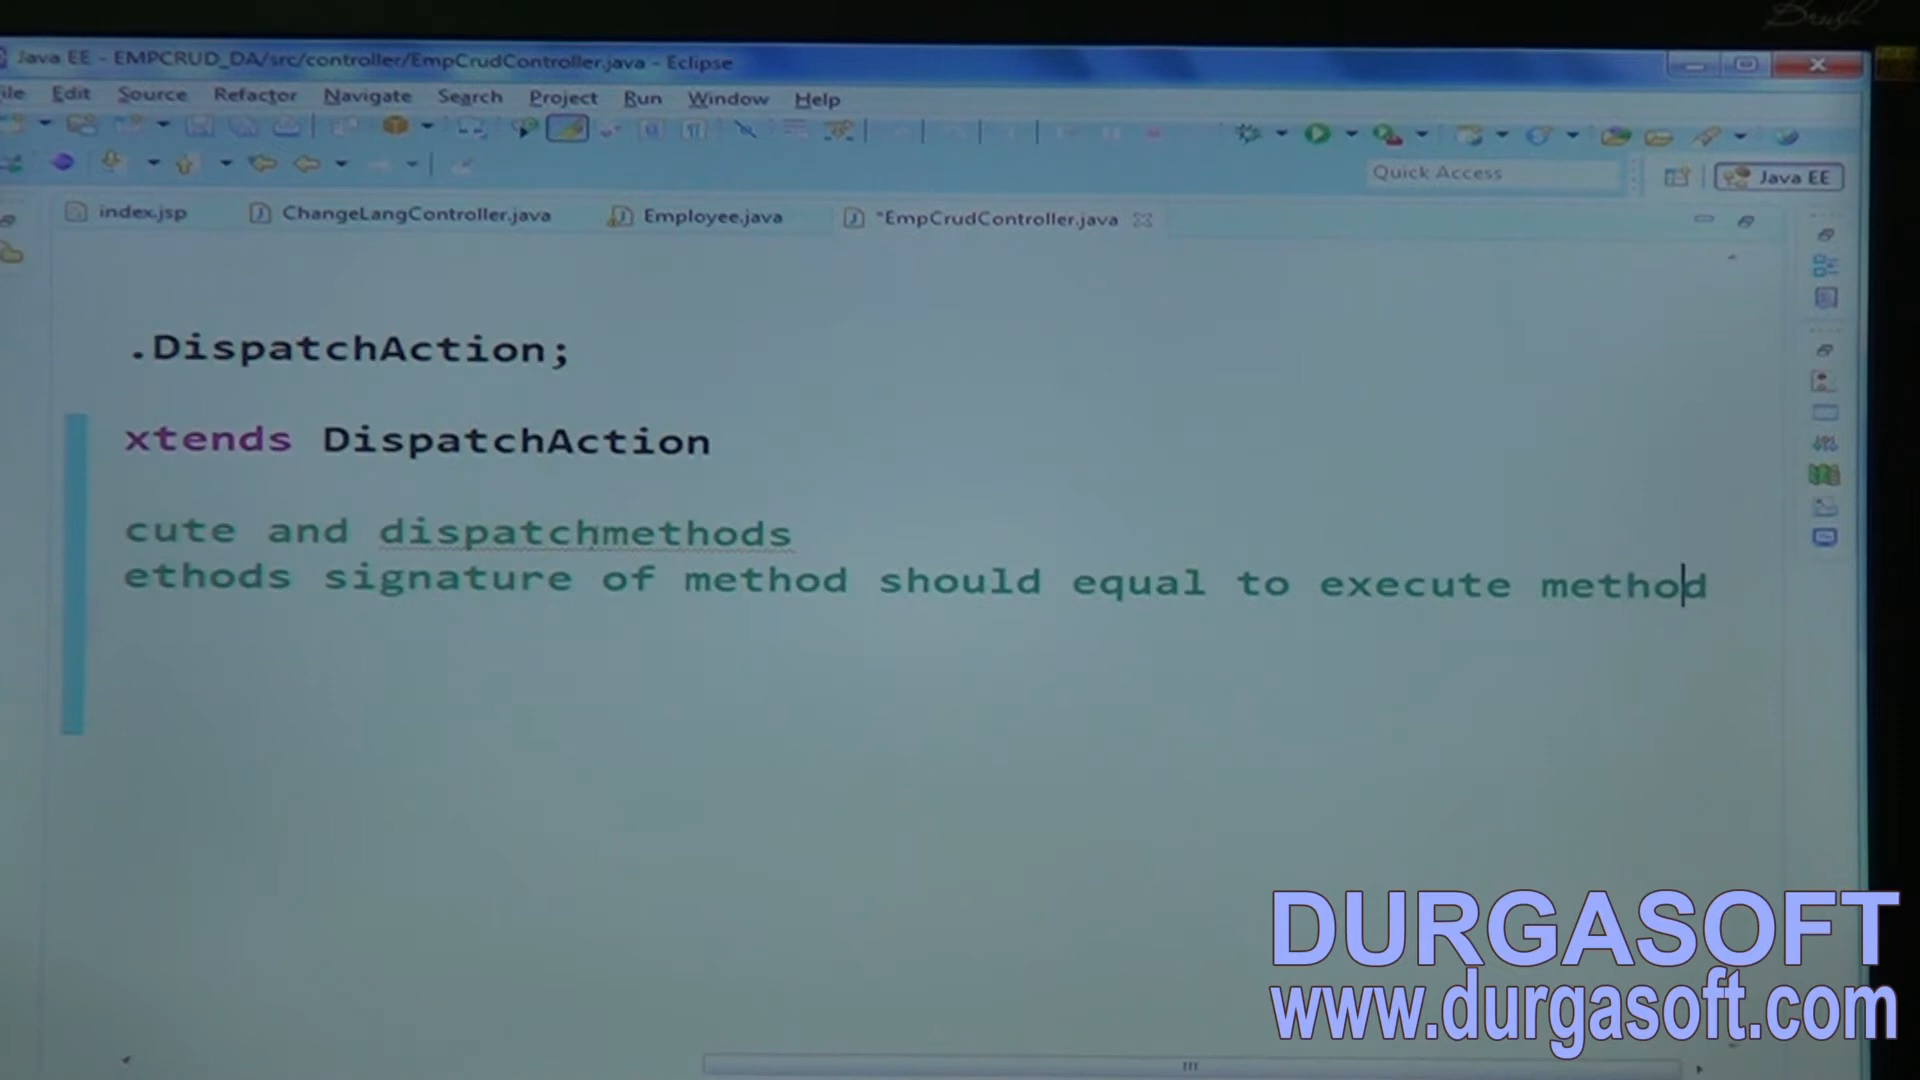 Brush
Java EE - EMPCRUD_DA/src/controller/EmpCrudController.java - Eclipse
ile Edit Source Refactor Navigate Search Project Run Window Help
Quick Access
Java EE
index.jsp ChangeLangController.java Employee.java *EmpCrudController.java
.DispatchAction;
xtends DispatchAction
cute and dispatchmethods
ethods signature of method should equal to execute method
DURGASOFT
www.durgasoft.com